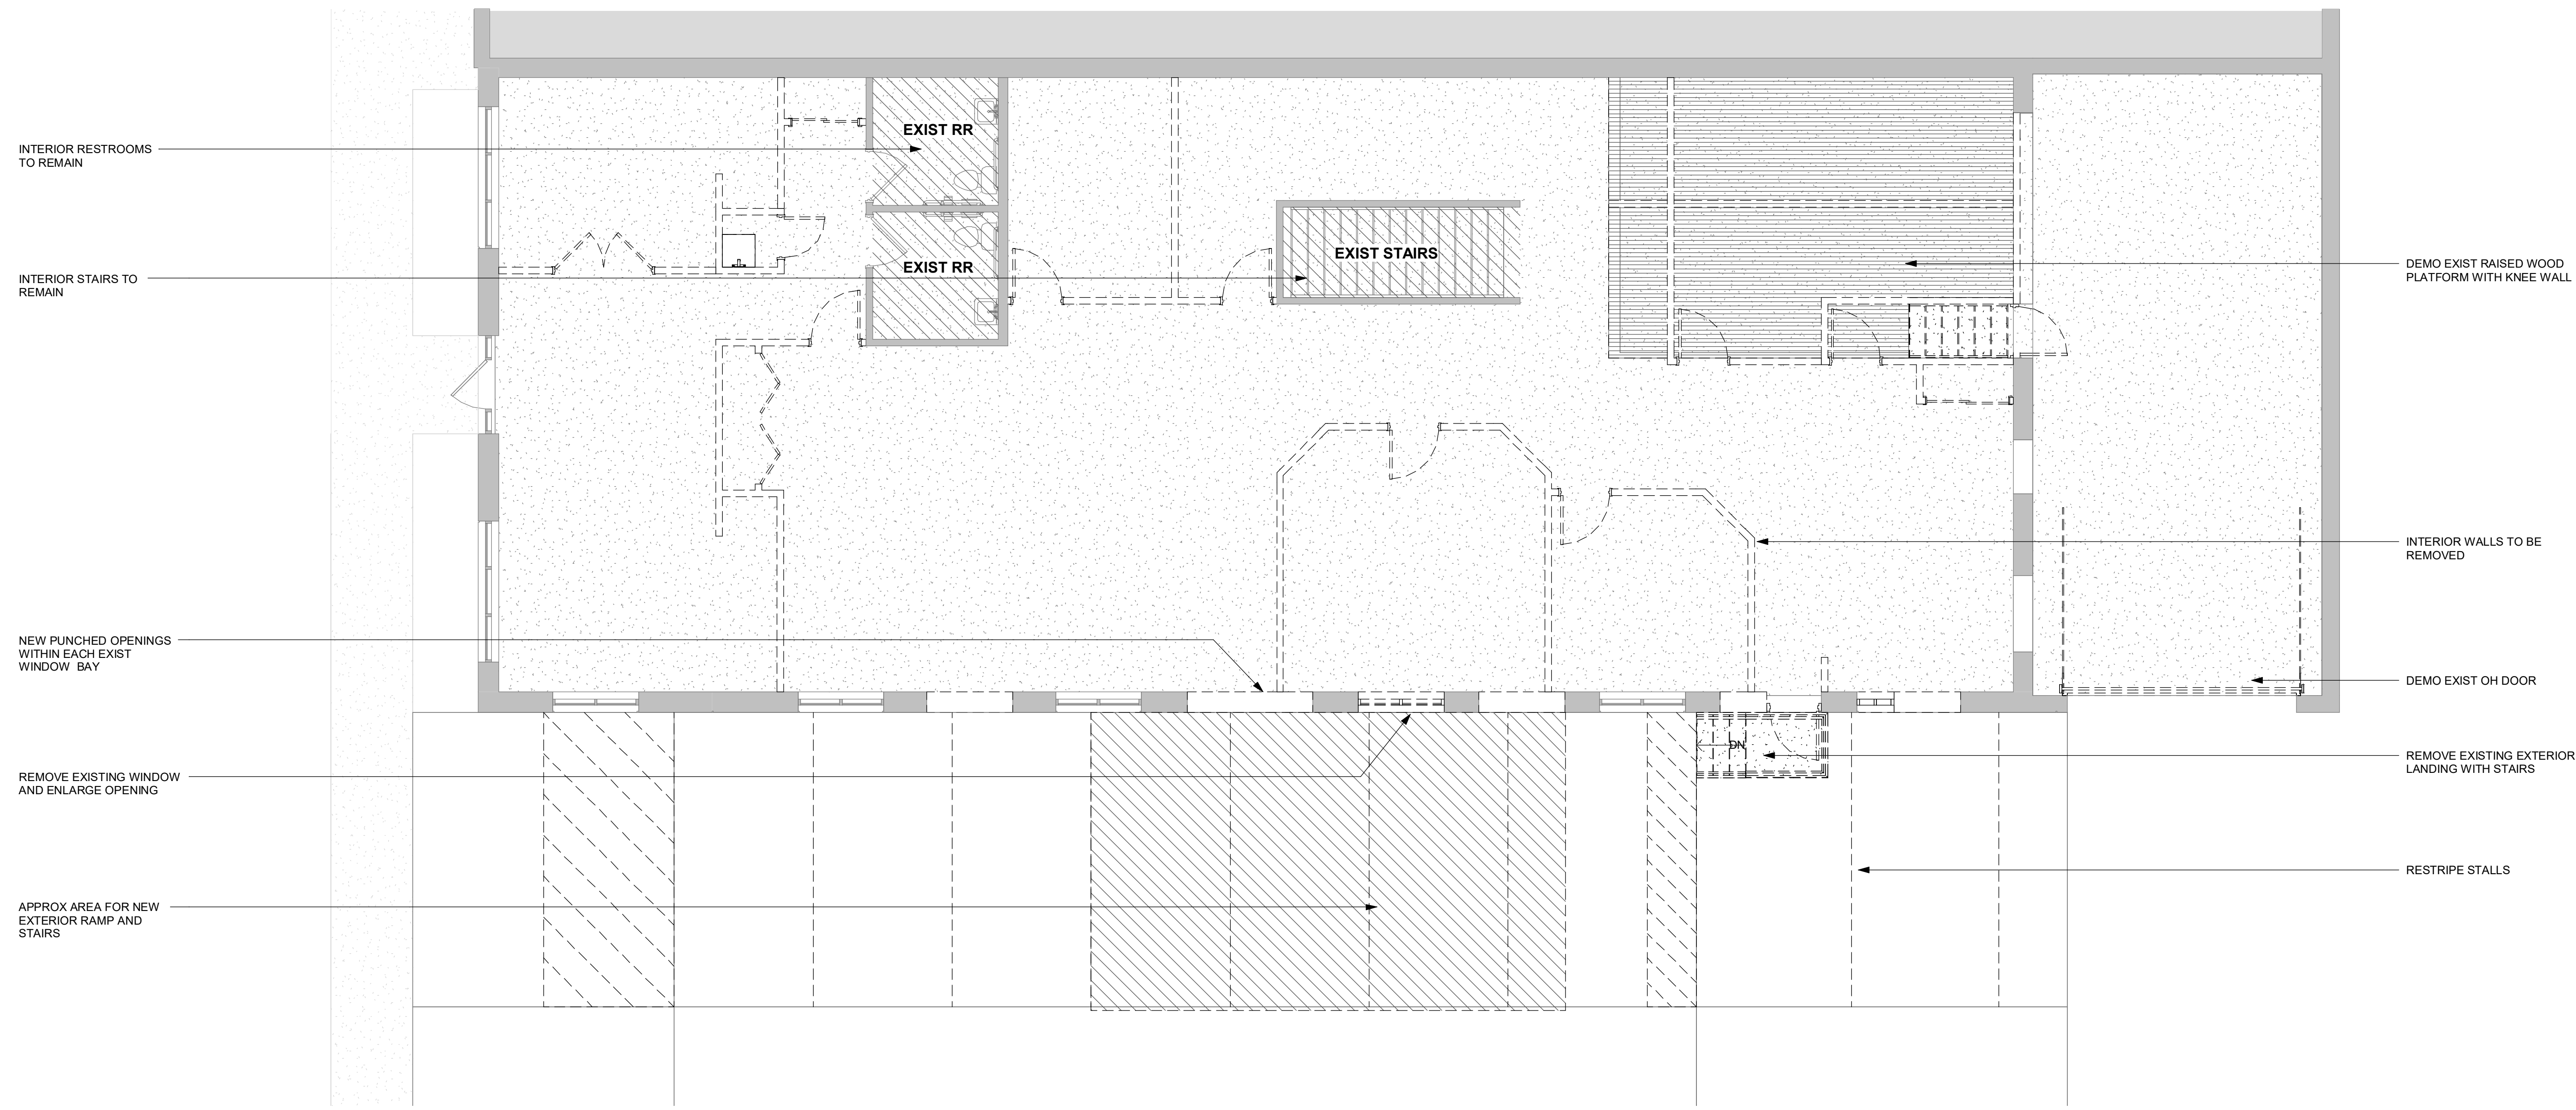 INTERIOR RESTROOMS
TO REMAIN
INTERIOR STAIRS TO
REMAIN
NEW PUNCHED OPENINGS
WITHIN EACH EXIST
WINDOW BAY
REMOVE EXISTING WINDOW
AND ENLARGE OPENING
APPROX AREA FOR NEW
EXTERIOR RAMP AND
STAIRS
EXIST RR
EXIST RR
EXIST STAIRS
DN
DEMO EXIST RAISED WOOD
PLATFORM WITH KNEE WALL
INTERIOR WALLS TO BE
REMOVED
DEMO EXIST OH DOOR
REMOVE EXISTING EXTERIOR
LANDING WITH STAIRS
RESTRIPE STALLS